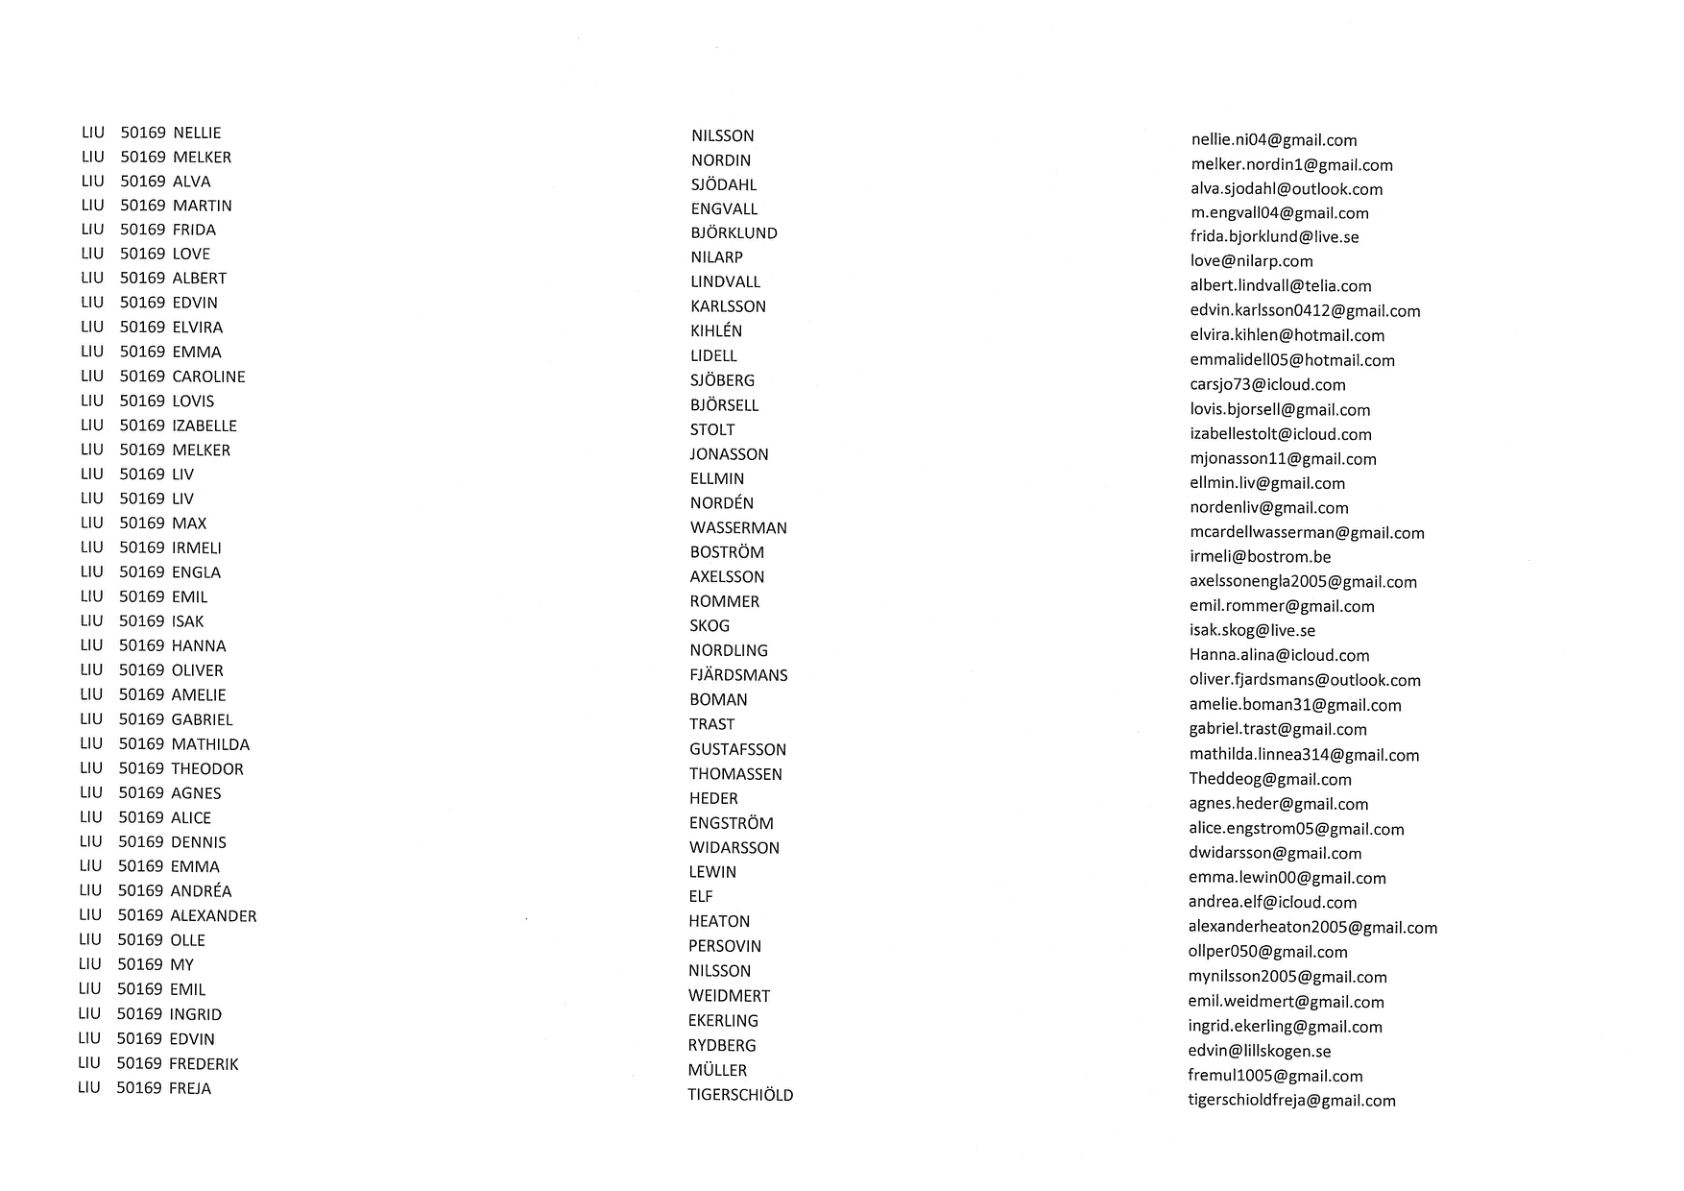 LIU 50169 NELLIE NILSSON nellie.ni04@gmail.com
LIU 50169 MELKER NORDIN melker.nordin1@gmail.com
LIU 50169 ALVA SJÖDAHL alva.sjodahl@outlook.com
LIU 50169 MARTIN ENGVALL m.engvall04@gmail.com
LIU 50169 FRIDA BJÖRKLUND frida.bjorklund@live.se
LIU 50169 LOVE NILARP love@nilarp.com
LIU 50169 ALBERT LINDVALL albert.lindvall@telia.com
LIU 50169 EDVIN KARLSSON edvin.karlsson0412@gmail.com
LIU 50169 ELVIRA KIHLÉN elvira.kihlen@hotmail.com
LIU 50169 EMMA LIDELL emmalidell05@hotmail.com
LIU 50169 CAROLINE SJÖBERG carsjo73@icloud.com
LIU 50169 LOVIS BJÖRSELL lovis.bjorsell@gmail.com
LIU 50169 IZABELLE STOLT izabellestolt@icloud.com
LIU 50169 MELKER JONASSON mjonasson11@gmail.com
LIU 50169 LIV ELLMIN ellmin.liv@gmail.com
LIU 50169 LIV NORDÉN nordenliv@gmail.com
LIU 50169 MAX WASSERMAN mcardellwasserman@gmail.com
LIU 50169 IRMELI BOSTRÖM irmeli@bostrom.be
LIU 50169 ENGLA AXELSSON axelssonengla2005@gmail.com
LIU 50169 EMIL ROMMER emil.rommer@gmail.com
LIU 50169 ISAK SKOG isak.skog@live.se
LIU 50169 HANNA NORDLING Hanna.alina@icloud.com
LIU 50169 OLIVER FJÄRDSMANS oliver.fjardsmans@outlook.com
LIU 50169 AMELIE BOMAN amelie.boman31@gmail.com
LIU 50169 GABRIEL TRAST gabriel.trast@gmail.com
LIU 50169 MATHILDA GUSTAFSSON mathilda.linnea314@gmail.com
LIU 50169 THEODOR THOMASSEN Theddeog@gmail.com
LIU 50169 AGNES HEDER agnes.heder@gmail.com
LIU 50169 ALICE ENGSTRÖM alice.engstrom05@gmail.com
LIU 50169 DENNIS WIDARSSON dwidarsson@gmail.com
LIU 50169 EMMA LEWIN emma.lewin00@gmail.com
LIU 50169 ANDRÉA ELF andrea.elf@icloud.com
LIU 50169 ALEXANDER HEATON alexanderheaton2005@gmail.com
LIU 50169 OLLE PERSOVIN ollper050@gmail.com
LIU 50169 MY NILSSON mynilsson2005@gmail.com
LIU 50169 EMIL WEIDMERT emil.weidmert@gmail.com
LIU 50169 INGRID EKERLING ingrid.ekerling@gmail.com
LIU 50169 EDVIN RYDBERG edvin@lillskogen.se
LIU 50169 FREDERIK MÜLLER fremul1005@gmail.com
LIU 50169 FREJA TIGERSCHIÖLD tigerschioldfreja@gmail.com